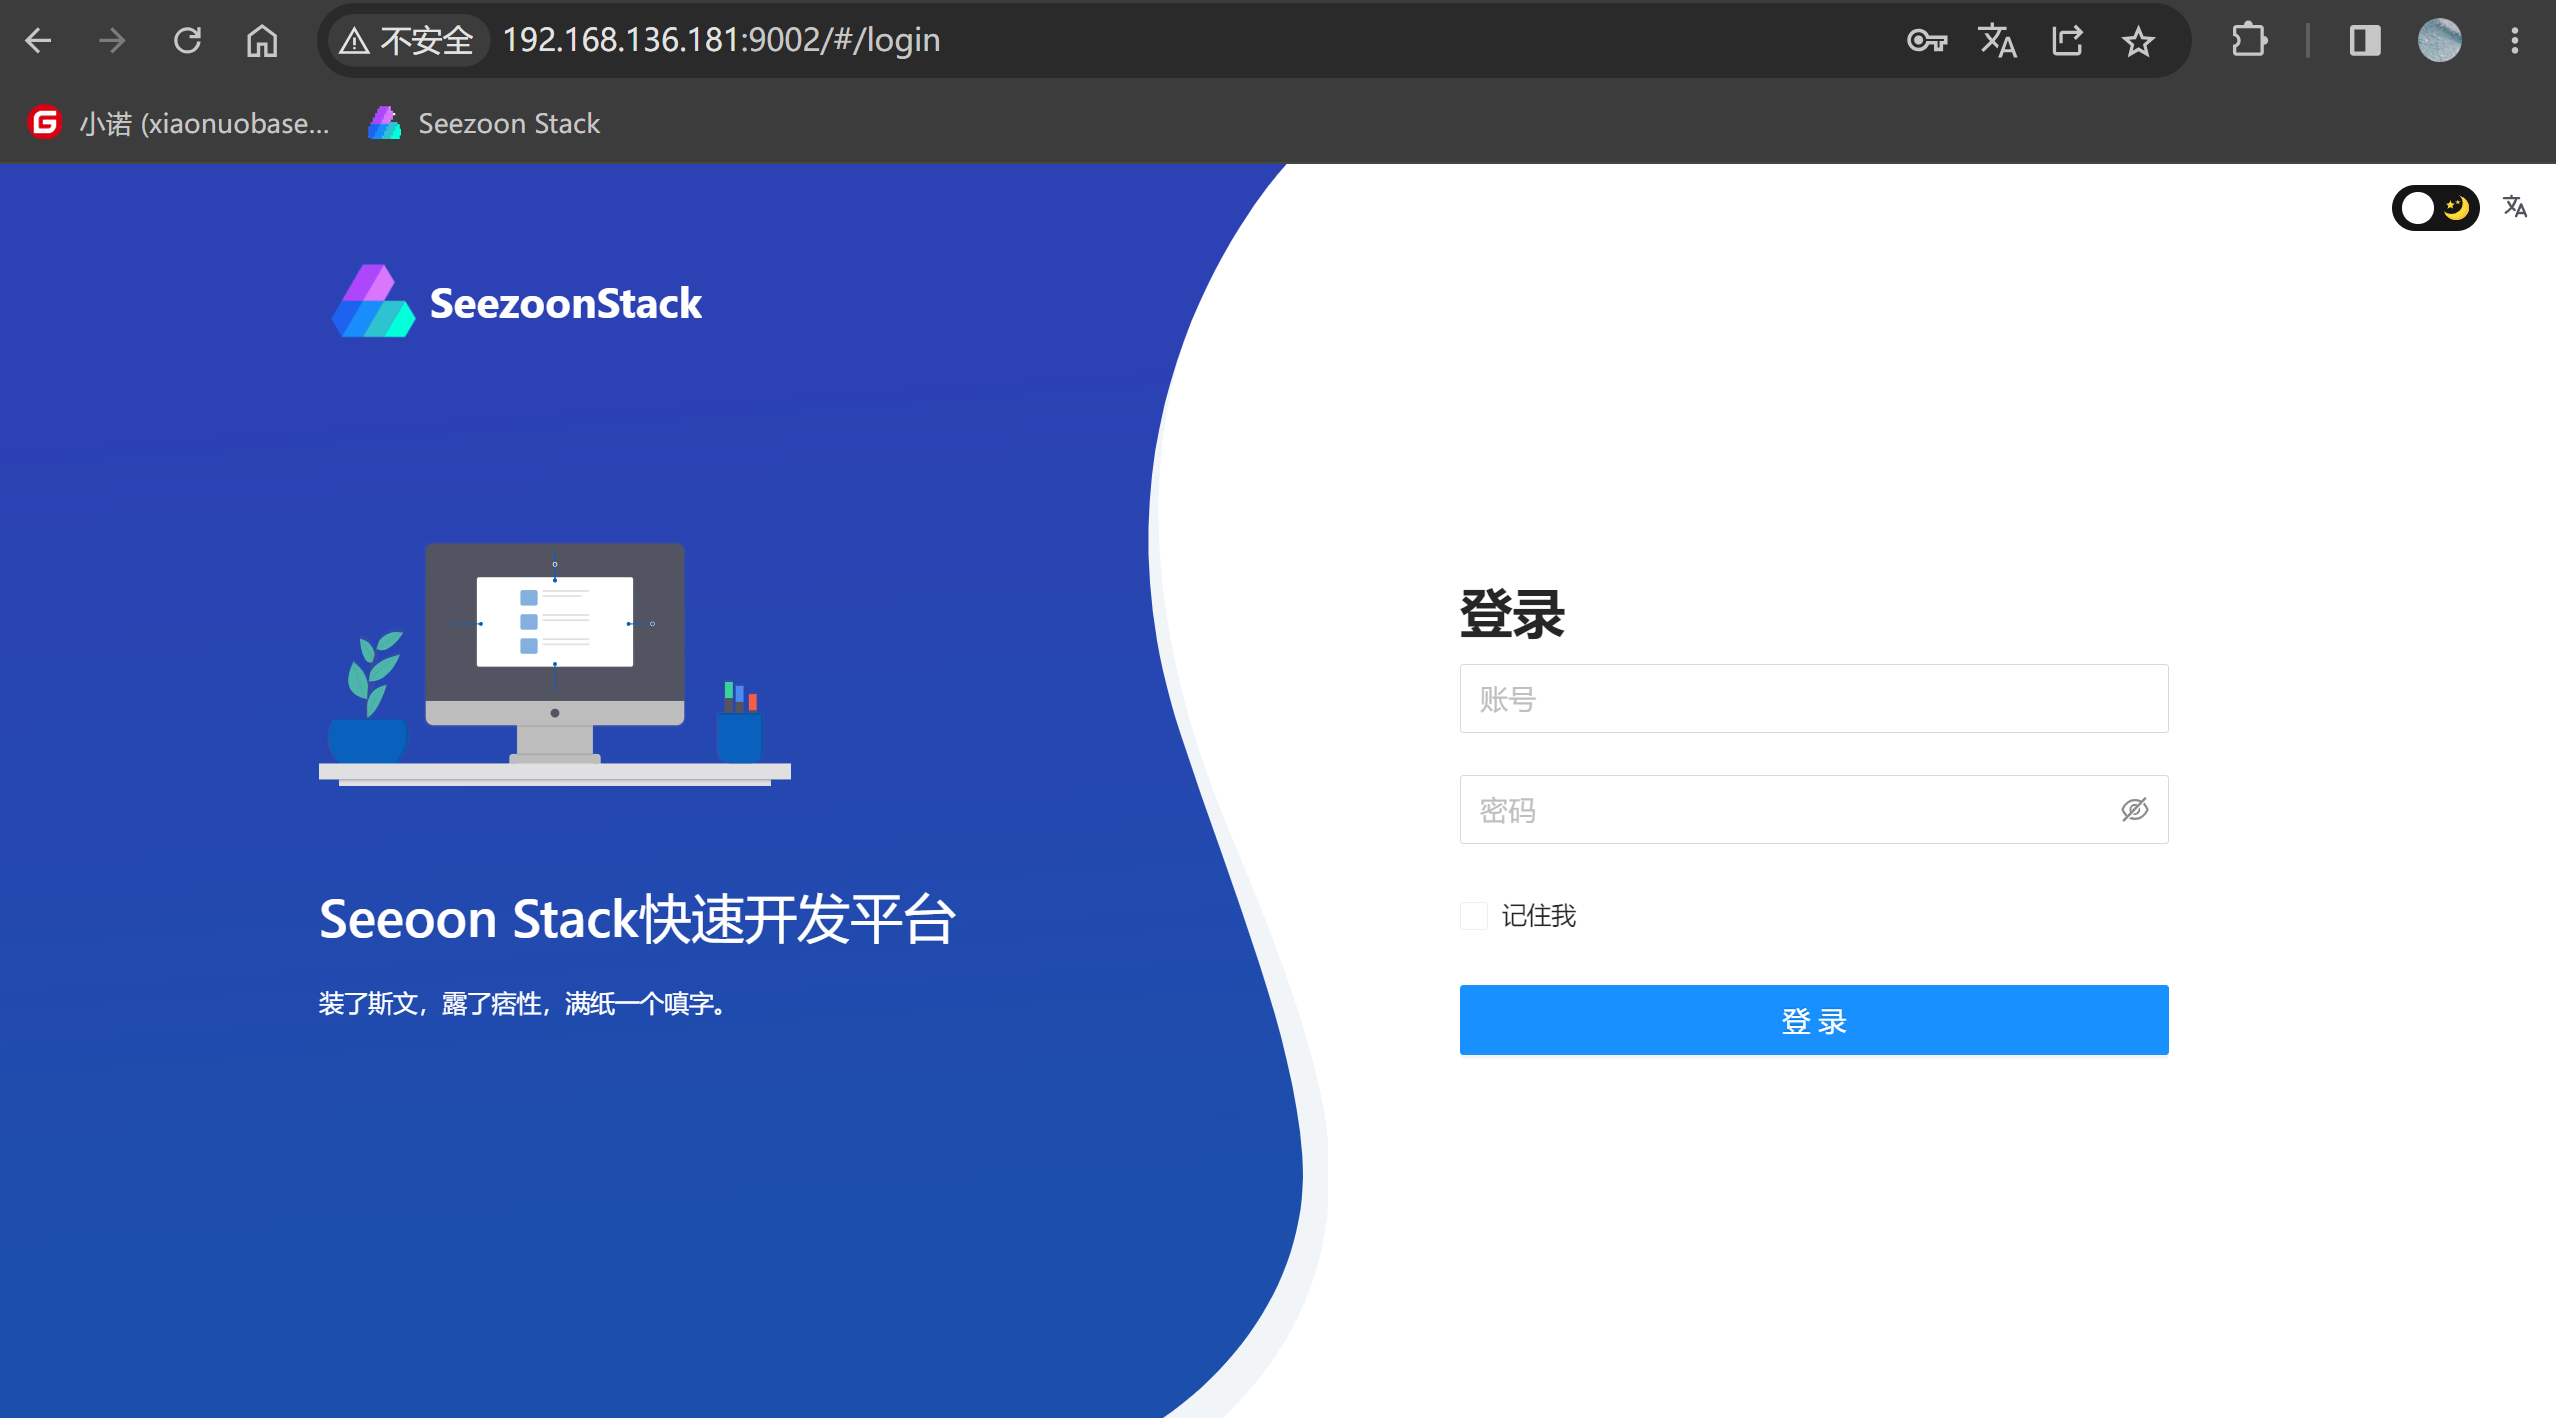 不安全 192.168.136.181:9002/#/login
小诺 (xiaonuobase... Seezoon Stack
SeezoonStack
Seeoon Stack快速开发平台
装了斯文，露了痞性，满纸一个嗔字。
登录
账号
密码
记住我
登 录